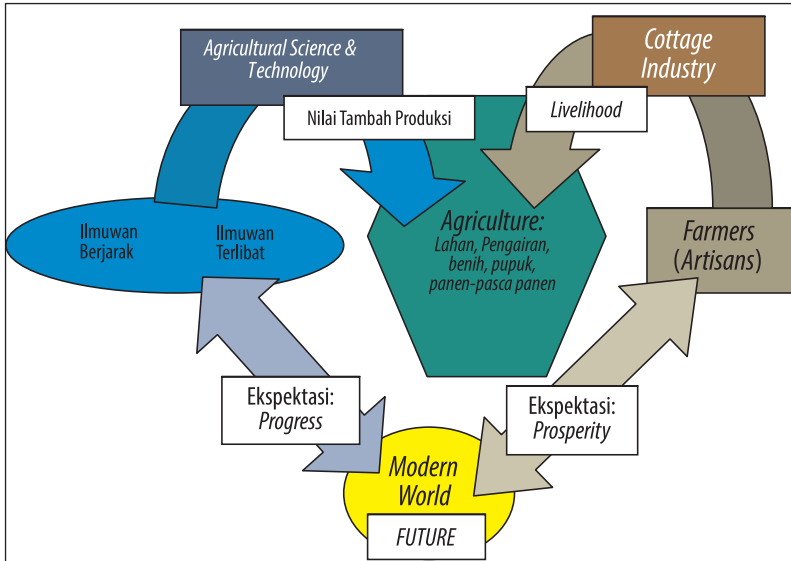 Agricultural Science &
Technology
Cottage
Industry
Nilai Tambah Produksi
Livelihood
Ilmuwan
Berjarak
Ilmuwan
Terlibat
Agriculture:
Lahan, Pengairan,
benih, pupuk,
panen-pasca panen
Farmers
(Artisans)
Ekspektasi:
Progress
Ekspektasi:
Prosperity
Modern
World
FUTURE